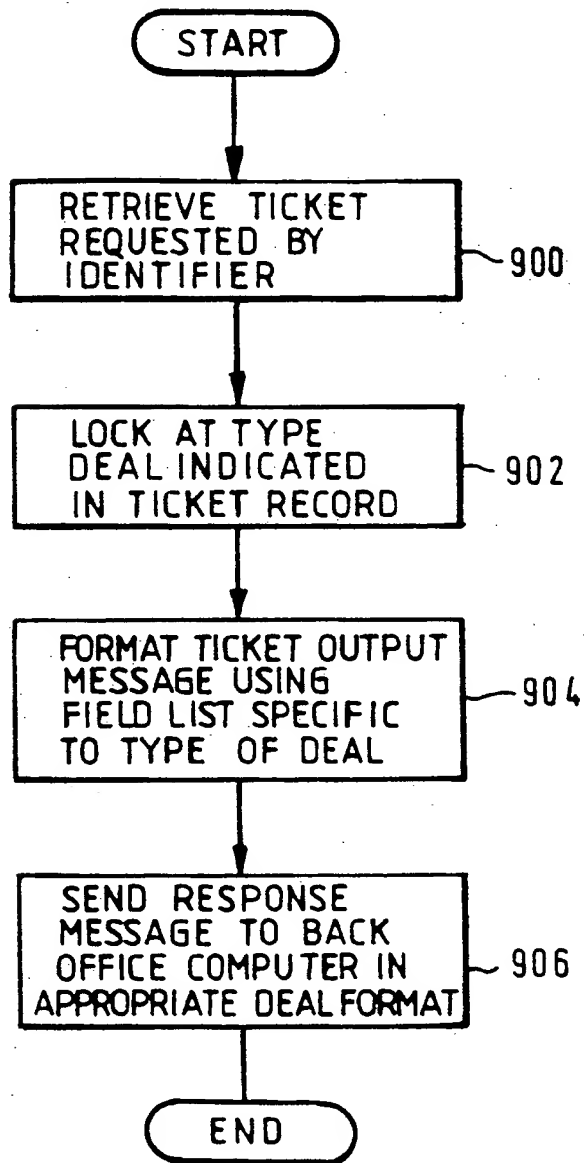 START
RETRIEVE TICKET
REQUESTED BY
IDENTIFIER
900
LOCK AT TYPE
DEAL INDICATED
IN TICKET RECORD
902
FORMAT TICKET OUTPUT
MESSAGE USING
FIELD LIST SPECIFIC
TO TYPE OF DEAL
904
SEND RESPONSE
MESSAGE TO BACK
OFFICE COMPUTER IN
APPROPRIATE DEAL FORMAT
906
END